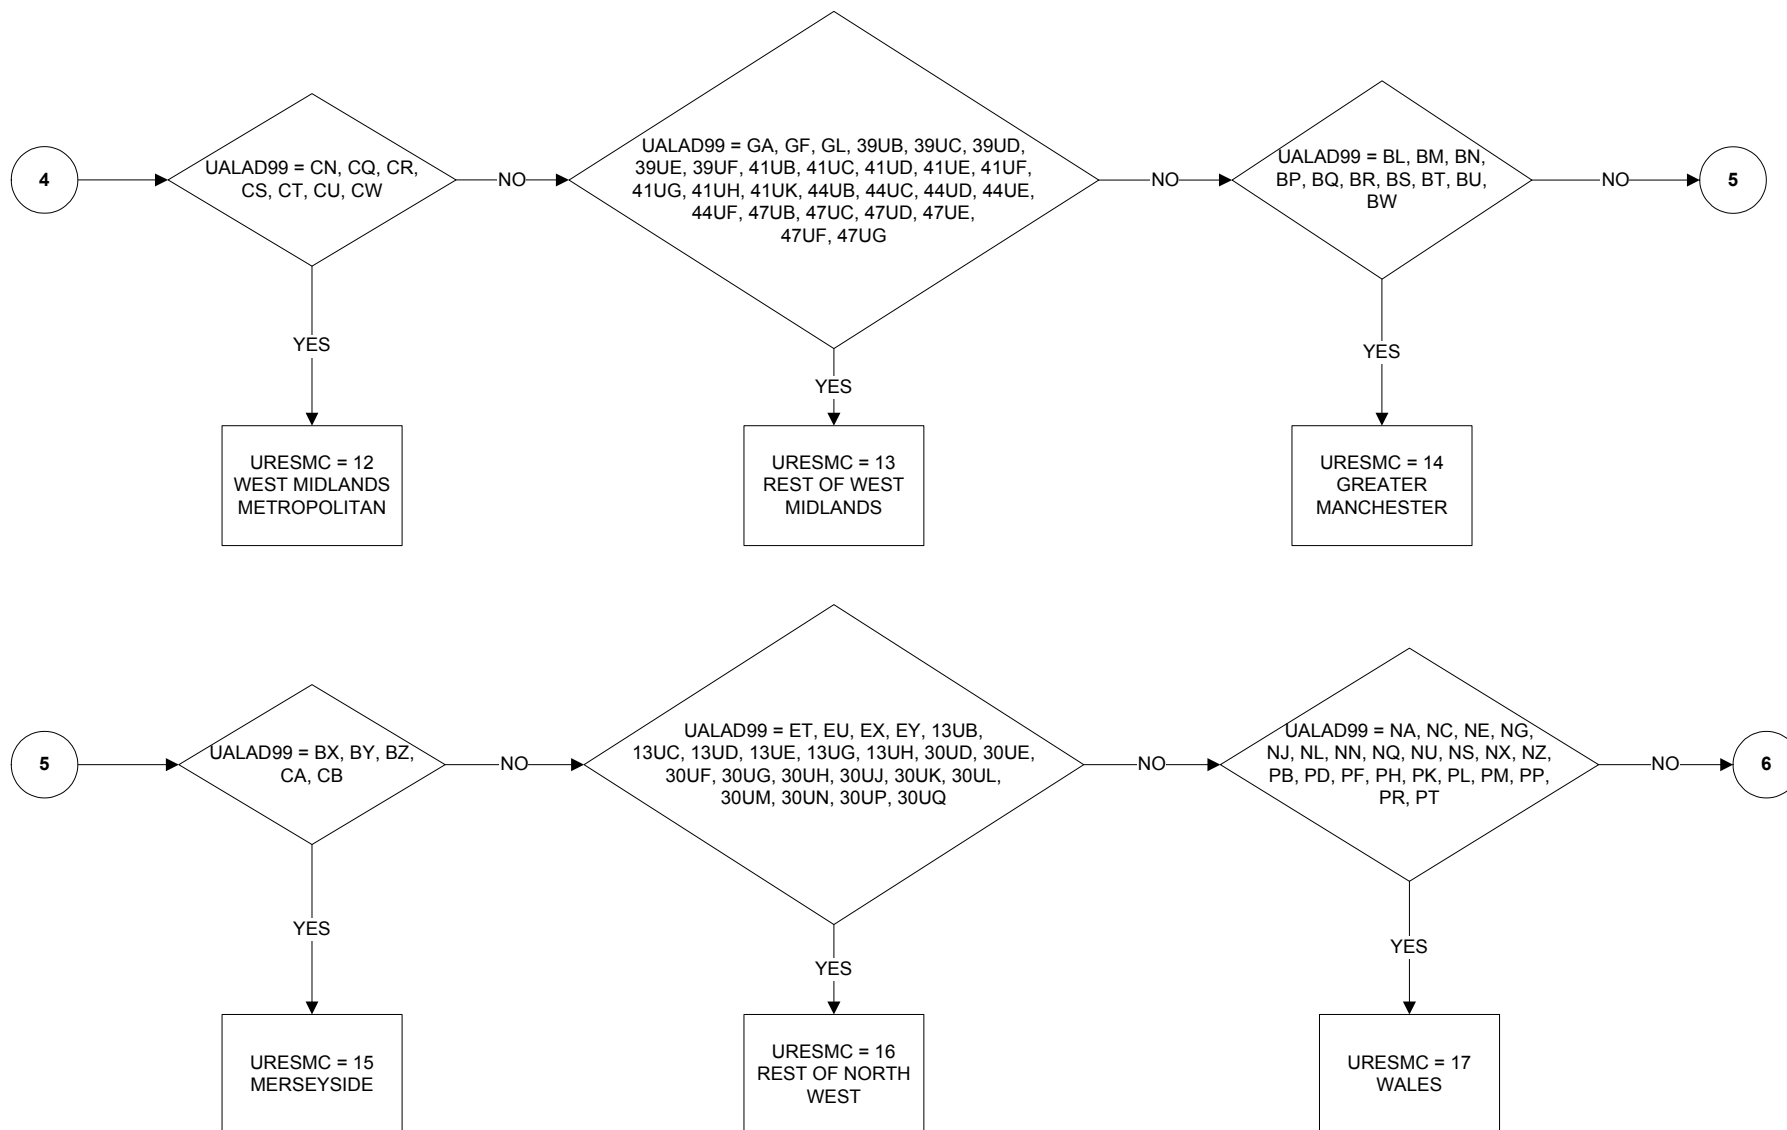 4
UALAD99 = CN, CQ, CR,
CS, CT, CU, CW
NO
UALAD99 = GA, GF, GL, 39UB, 39UC, 39UD,
39UE, 39UF, 41UB, 41UC, 41UD, 41UE, 41UF,
41UG, 41UH, 41UK, 44UB, 44UC, 44UD, 44UE,
44UF, 47UB, 47UC, 47UD, 47UE,
47UF, 47UG
NO
UALAD99 = BL, BM, BN,
BP, BQ, BR, BS, BT, BU,
BW
NO
5
YES
YES
YES
URESMC = 12
WEST MIDLANDS
METROPOLITAN
URESMC = 13
REST OF WEST
MIDLANDS
URESMC = 14
GREATER
MANCHESTER
5
UALAD99 = BX, BY, BZ,
CA, CB
NO
UALAD99 = ET, EU, EX, EY, 13UB,
13UC, 13UD, 13UE, 13UG, 13UH, 30UD, 30UE,
30UF, 30UG, 30UH, 30UJ, 30UK, 30UL,
30UM, 30UN, 30UP, 30UQ
NO
UALAD99 = NA, NC, NE, NG,
NJ, NL, NN, NQ, NU, NS, NX, NZ,
PB, PD, PF, PH, PK, PL, PM, PP,
PR, PT
NO
6
YES
YES
YES
URESMC = 15
MERSEYSIDE
URESMC = 16
REST OF NORTH
WEST
URESMC = 17
WALES